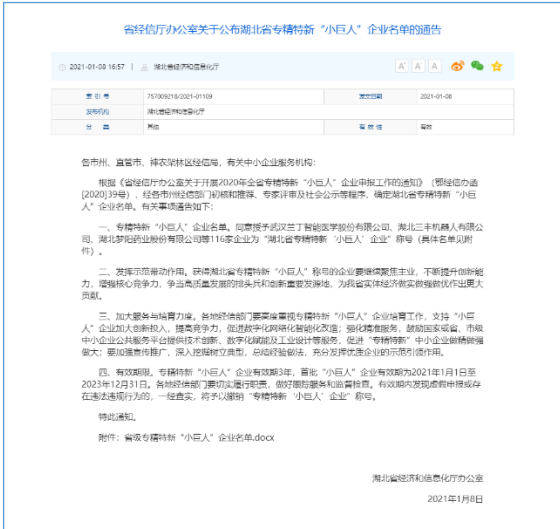 省经信厅办公室关于公布湖北省专精特新“小巨人”企业名单的通告
2021-01-08 16:57 | 湖北省经济和信息化厅 A⁺ A⁻ A
索 引 号 757009218/2021-01109 发文日期 2021-01-08
发布机构 湖北省经济和信息化厅
分 类 其他 有 效 性 有效
各市州、直管市、神农架林区经信局，有关中小企业服务机构：
根据《省经信厅办公室关于开展2020年全省专精特新“小巨人”企业申报工作的通知》（鄂经信办函
[2020]39号），经各市州经信部门初核和推荐、专家评审及社会公示等程序，确定湖北省专精特新“小巨
人”企业名单。有关事项通告如下：
一、专精特新“小巨人”企业名单。同意授予武汉兰丁智能医学股份有限公司、湖北三丰机器人有限公
司、湖北梦阳药业股份有限公司等116家企业为“湖北省专精特新‘小巨人’企业”称号（具体名单见附
件）。
二、发挥示范带动作用。获得湖北省专精特新“小巨人”称号的企业要继续聚焦主业，不断提升创新能
力，增强核心竞争力，争当高质量发展的排头兵和创新重要发源地，为我省实体经济做实做强做优作出更大
贡献。
三、加大服务与培育力度。各地经信部门要高度重视专精特新“小巨人”企业培育工作，支持“小巨
人”企业加大创新投入，提高竞争力，促进数字化网络化智能化改造；强化精准服务，鼓励国家或省、市级
中小企业公共服务平台提供技术创新、数字化赋能及工业设计等服务，促进“专精特新”中小企业做精做强
做大；要加强宣传推广，深入挖掘树立典型，总结经验做法，充分发挥优质企业的示范引领作用。
四、有效期限。专精特新“小巨人”企业有效期3年，首批“小巨人”企业有效期为2021年1月1日至
2023年12月31日。各地经信部门要切实履行职责，做好跟踪服务和监督检查。有效期内发现虚假申报或存
在违法违规行为的，一经查实，将予以撤销“专精特新‘小巨人’企业”称号。
特此通知。
附件：省级专精特新“小巨人”企业名单.docx
湖北省经济和信息化厅办公室
2021年1月8日